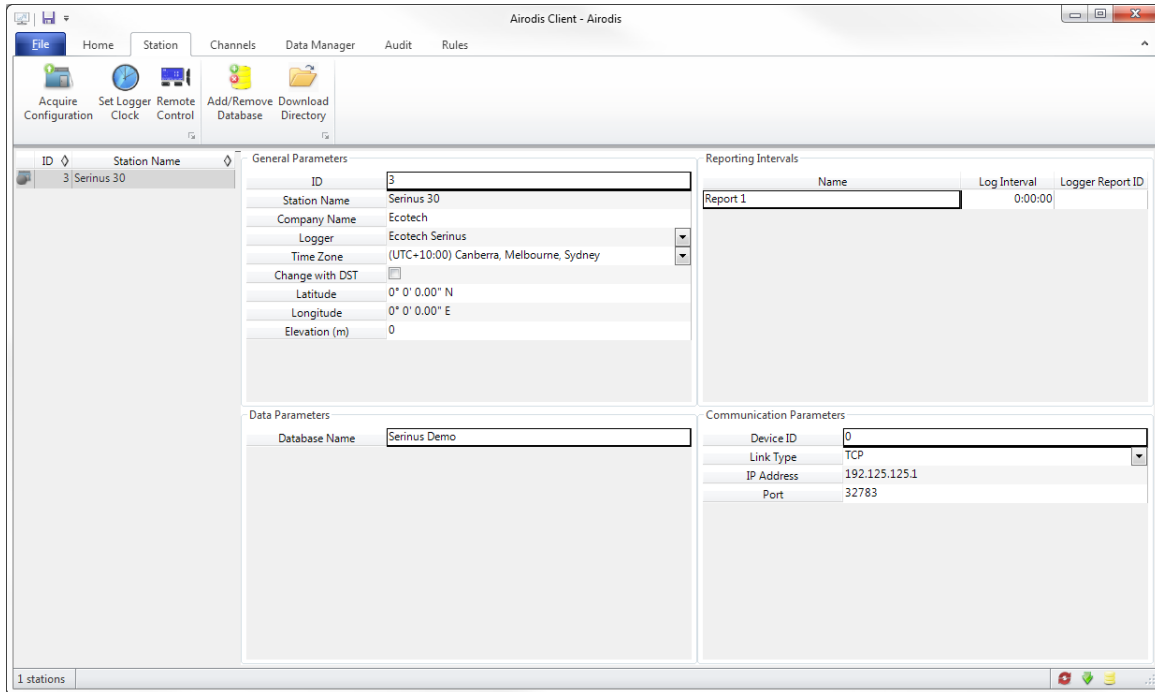 Airodis Client - Airodis
File Home Station Channels Data Manager Audit Rules
Acquire Configuration
Set Logger Clock
Remote Control
Add/Remove Database
Download Directory
ID Station Name
3 Serinus 30
General Parameters
ID 3
Station Name Serinus 30
Company Name Ecotech
Logger Ecotech Serinus
Time Zone (UTC+10:00) Canberra, Melbourne, Sydney
Change with DST
Latitude 0° 0' 0.00" N
Longitude 0° 0' 0.00" E
Elevation (m) 0
Reporting Intervals
Name Log Interval Logger Report ID
Report 1 0:00:00
Data Parameters
Database Name Serinus Demo
Communication Parameters
Device ID 0
Link Type TCP
IP Address 192.125.125.1
Port 32783
1 stations